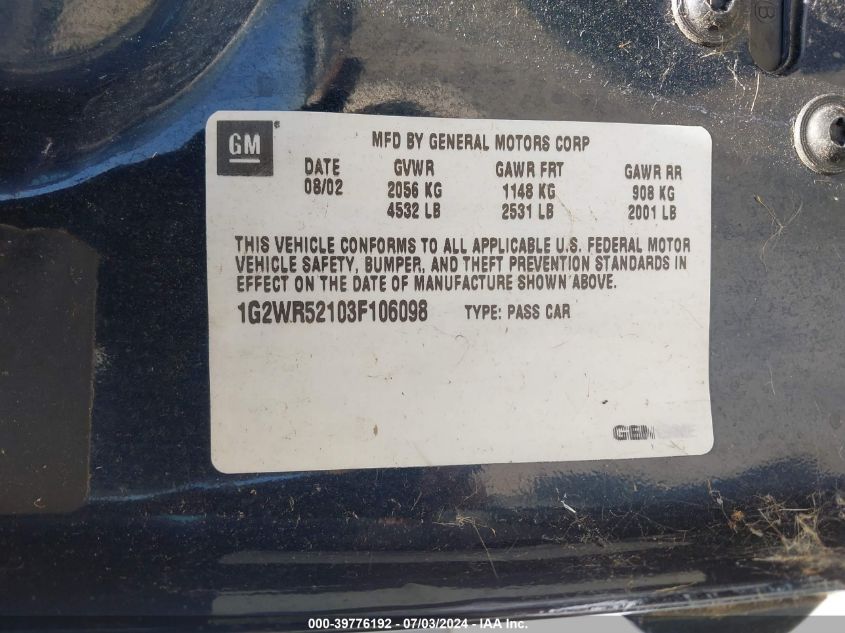 GM
MFD BY GENERAL MOTORS CORP
DATE GVWR GAWR FRT GAWR RR
08/02 2056 KG 1148 KG 908 KG
4532 LB 2531 LB 2001 LB
THIS VEHICLE CONFORMS TO ALL APPLICABLE U.S. FEDERAL MOTOR
VEHICLE SAFETY, BUMPER, AND THEFT PREVENTION STANDARDS IN
EFFECT ON THE DATE OF MANUFACTURE SHOWN ABOVE.
1G2WR52103F106098 TYPE: PASS CAR
000-39776192 - 07/03/2024 - IAA Inc.